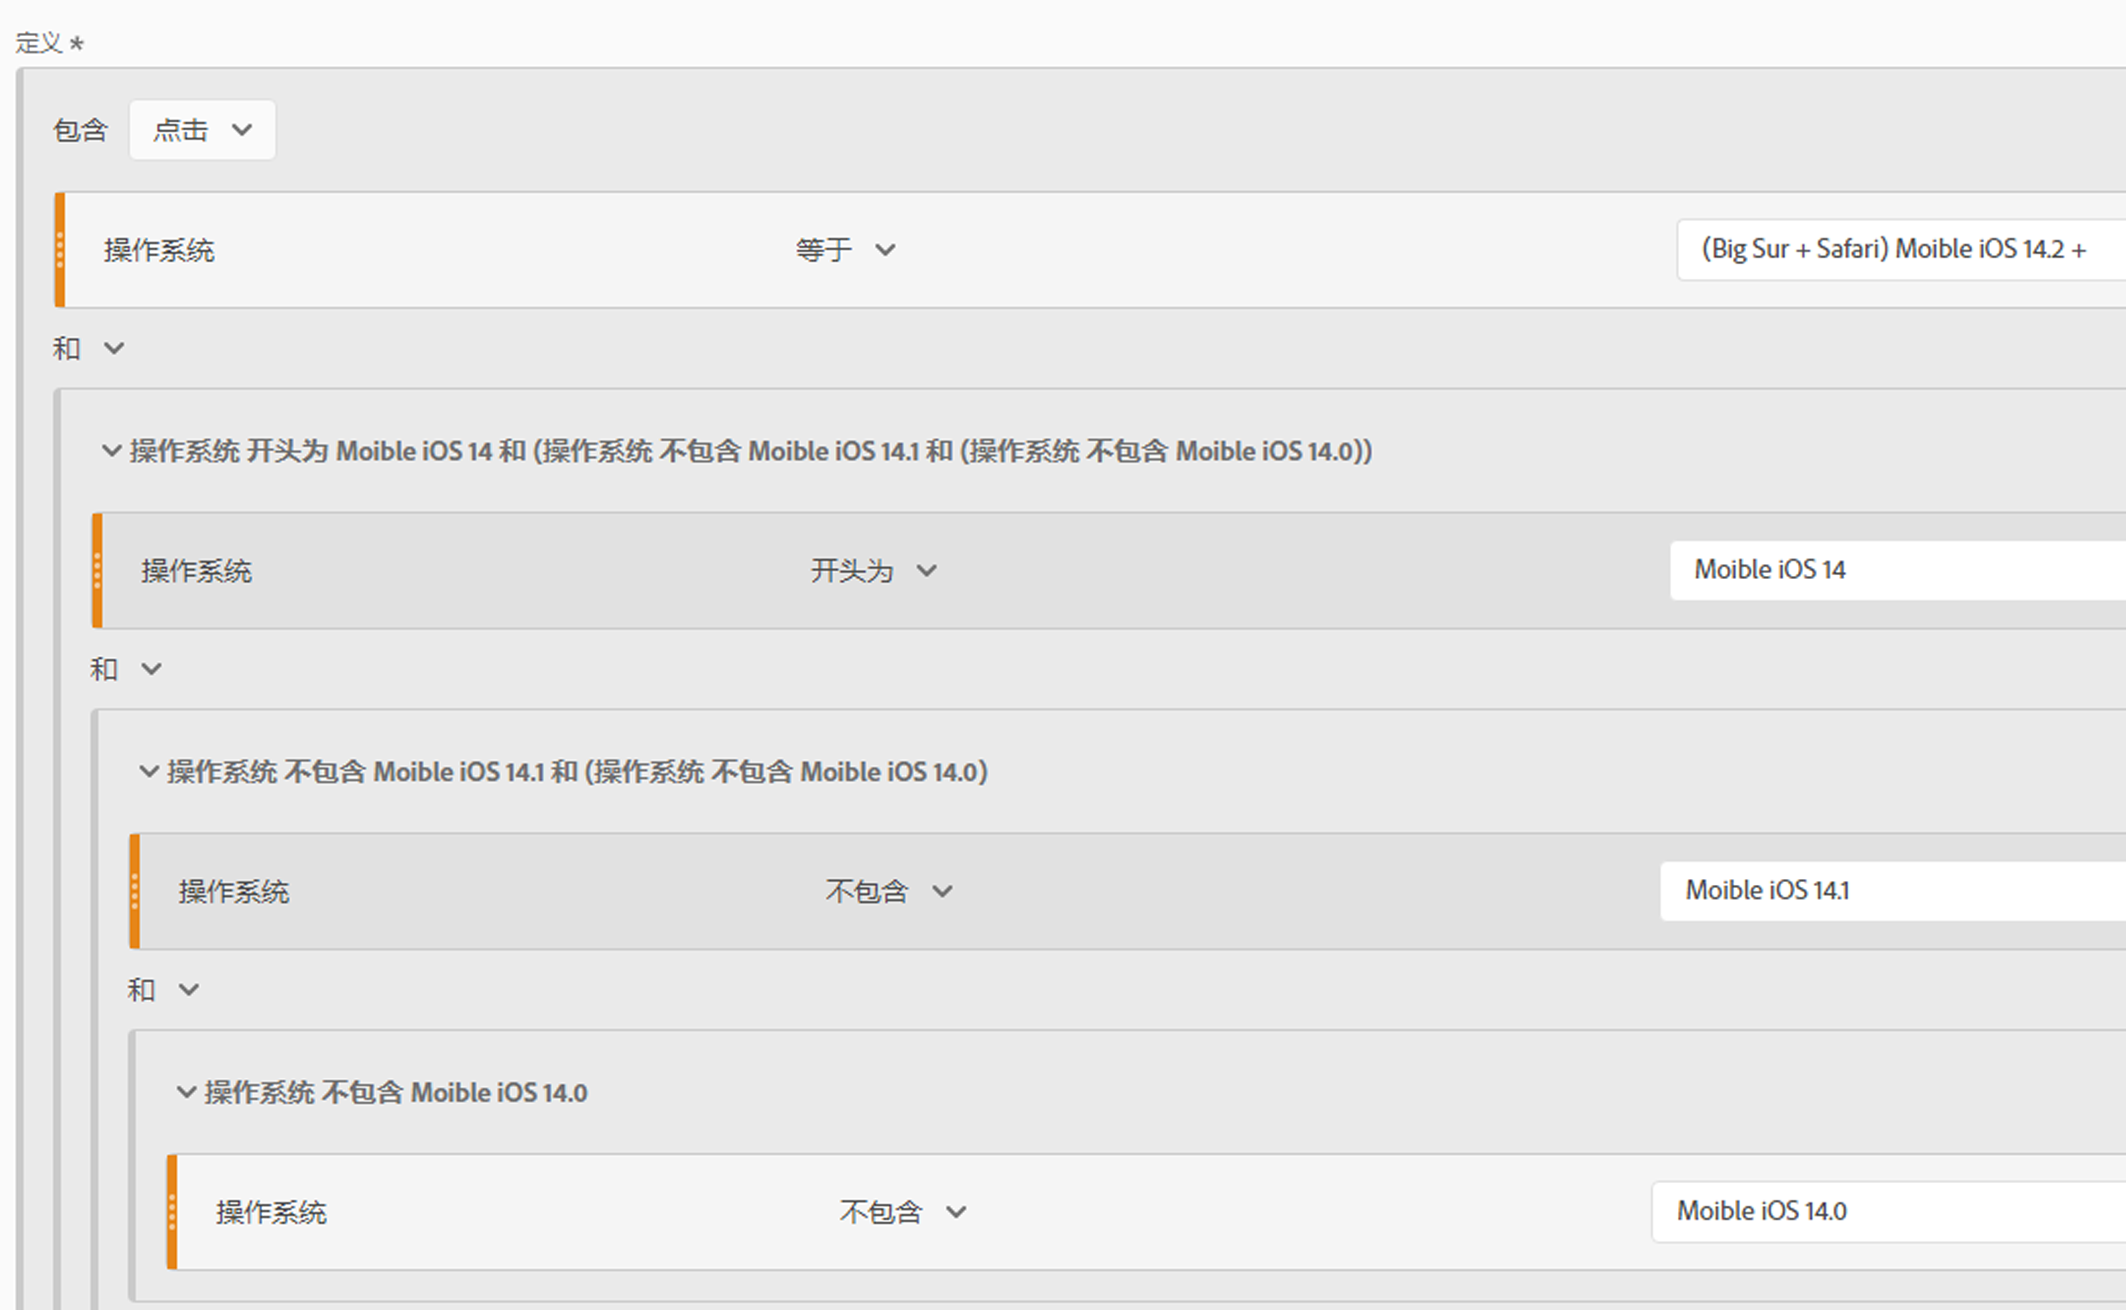 定义 *
包含 点击
操作系统 等于 (Big Sur + Safari) Moible iOS 14.2 +
和
操作系统 开头为 Moible iOS 14 和 (操作系统 不包含 Moible iOS 14.1 和 (操作系统 不包含 Moible iOS 14.0))
操作系统 开头为 Moible iOS 14
和
操作系统 不包含 Moible iOS 14.1 和 (操作系统 不包含 Moible iOS 14.0)
操作系统 不包含 Moible iOS 14.1
和
操作系统 不包含 Moible iOS 14.0
操作系统 不包含 Moible iOS 14.0